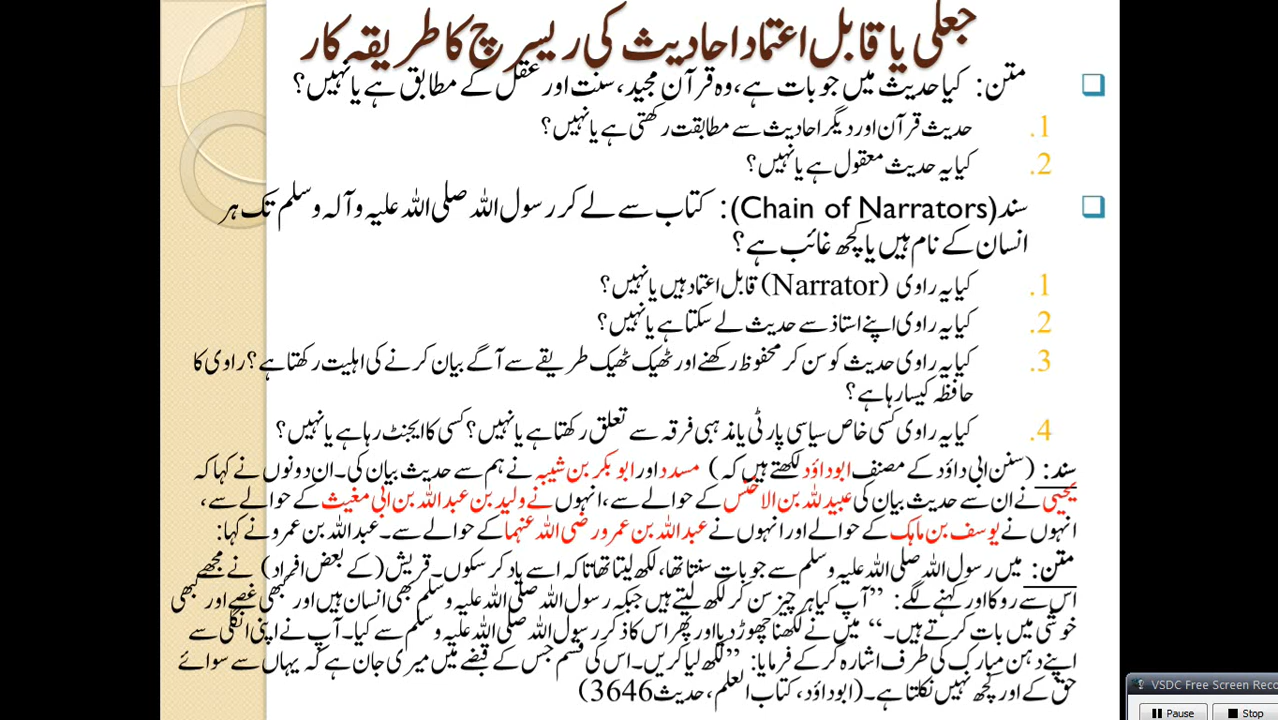 جعلی یا قابل اعتماد احادیث کی ریسرچ کا طریقہ کار
❑ متن: کیا حدیث میں جو بات ہے، وہ قرآن مجید، سنت اور عقل کے مطابق ہے یا نہیں؟
1. حدیث قرآن اور دیگر احادیث سے مطابقت رکھتی ہے یا نہیں؟
2. کیا یہ حدیث معقول ہے یا نہیں؟
❑ سند(Chain of Narrators): کتاب سے لے کر رسول اللہ صلی اللہ علیہ وآلہ وسلم تک ہر
انسان کے نام ہیں یا کچھ غائب ہے؟
1. کیا یہ راوی (Narrator) قابل اعتماد ہیں یا نہیں؟
2. کیا یہ راوی اپنے استاذ سے حدیث لے سکتا ہے یا نہیں؟
3. کیا یہ راوی حدیث کو سن کر محفوظ رکھنے اور ٹھیک ٹھیک طریقے سے آگے بیان کرنے کی اہلیت رکھتا ہے؟ راوی کا
حافظہ کیسا رہا ہے؟
4. کیا یہ راوی کسی خاص سیاسی پارٹی یا مذہبی فرقہ سے تعلق رکھتا ہے یا نہیں؟ کسی کا ایجنٹ رہا ہے یا نہیں؟
سند: (سنن ابی داؤد کے مصنف ابوداؤد لکھتے ہیں کہ) مسدد اور ابو بکر بن شیبہ نے ہم سے حدیث بیان کی۔ ان دونوں نے کہا کہ
یحییٰ نے ان سے حدیث بیان کی عبید للہ بن الاخنس کے حوالے سے، انہوں نے ولید بن عبداللہ بن ابی مغیث کے حوالے سے،
انہوں نے یوسف بن ماہک کے حوالے اور انہوں نے عبداللہ بن عمرو رضی اللہ عنہما کے حوالے سے۔ عبداللہ بن عمرو نے کہا:
متن: میں رسول اللہ صلی اللہ علیہ وسلم سے جو بات سنتا تھا، لکھ لیتا تھا تاکہ اسے یاد کر سکوں۔ قریش (کے بعض افراد) نے مجھے
اس سے روکا اور کہنے لگے: ”آپ کیا ہر چیز سن کر لکھ لیتے ہیں جبکہ رسول اللہ صلی اللہ علیہ وسلم بھی انسان ہیں اور کبھی غصے اور کبھی
خوشی میں بات کرتے ہیں۔“ میں نے لکھنا چھوڑ دیا اور پھر اس کا ذکر رسول اللہ صلی اللہ علیہ وسلم سے کیا۔ آپ نے اپنی انگلی سے
اپنے دہن مبارک کی طرف اشارہ کر کے فرمایا: ”لکھ لیا کریں۔ اس کی قسم جس کے قبضے میں میری جان ہے کہ یہاں سے سوائے
حق کے اور کچھ نہیں نکلتا ہے۔ (ابوداؤد، کتاب العلم، حدیث 3646)
VSDC Free Screen Reco
Pause Stop